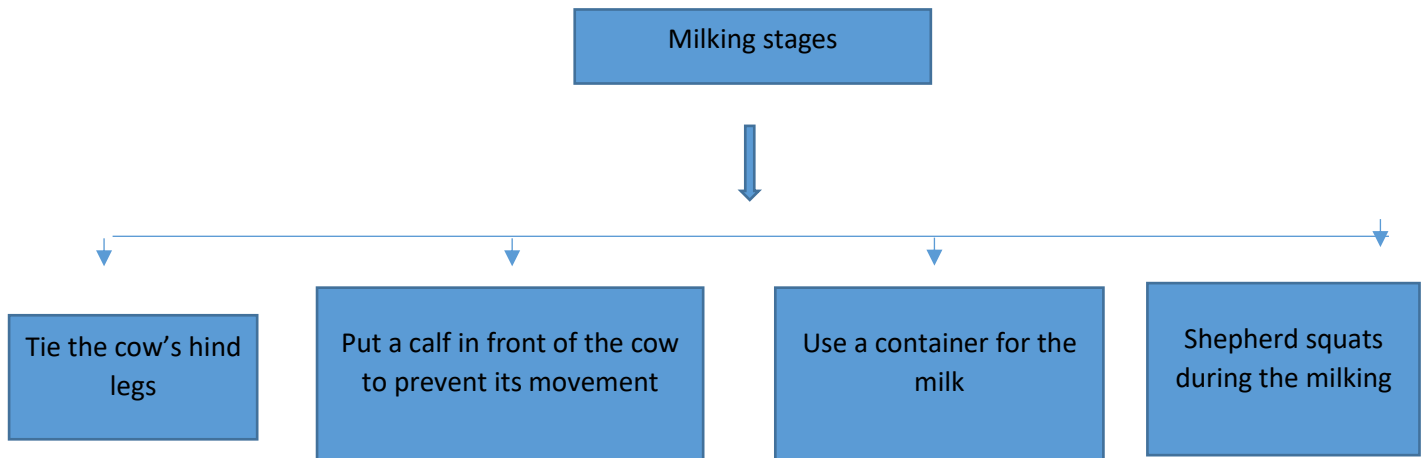 Milking stages
Tie the cow’s hind
legs
Put a calf in front of the cow
to prevent its movement
Use a container for the
milk
Shepherd squats
during the milking